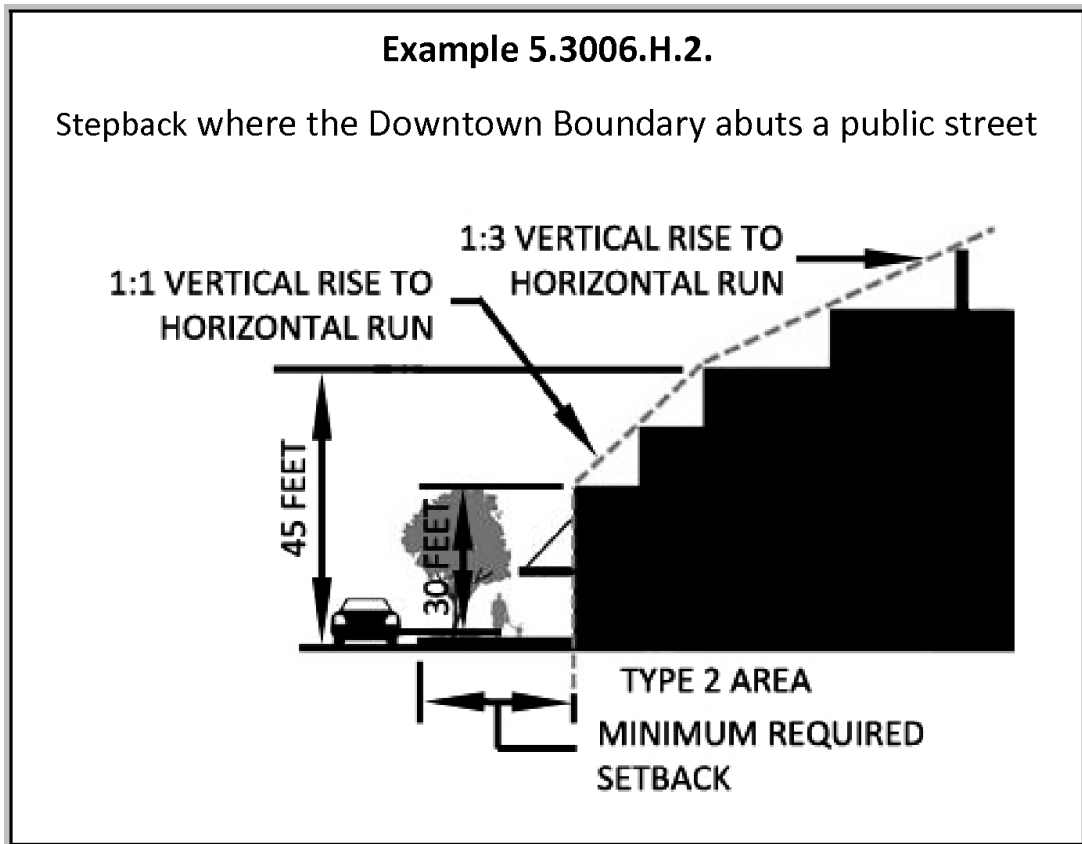 Example 5.3006.H.2.
Stepback where the Downtown Boundary abuts a public street
1:3 VERTICAL RISE TO
HORIZONTAL RUN
1:1 VERTICAL RISE TO
HORIZONTAL RUN
45 FEET
30 FEET
TYPE 2 AREA
MINIMUM REQUIRED
SETBACK